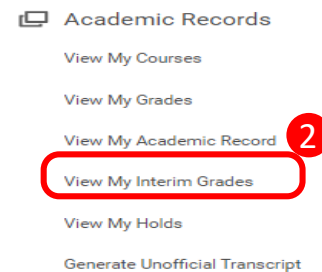 Academic Records
View My Courses
View My Grades
View My Academic Record
2
View My Interim Grades
View My Holds
Generate Unofficial Transcript